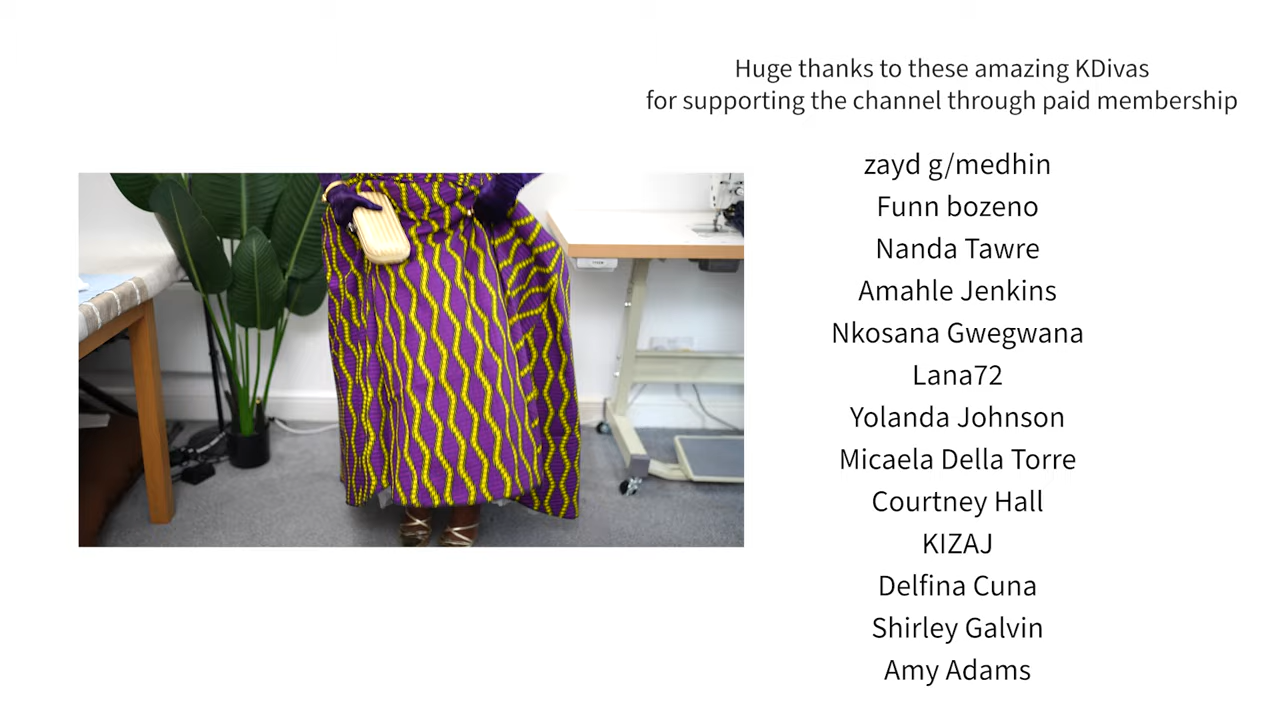 Huge thanks to these amazing KDivas
for supporting the channel through paid membership
zayd g/medhin
Funn bozeno
Nanda Tawre
Amahle Jenkins
Nkosana Gwegwana
Lana72
Yolanda Johnson
Micaela Della Torre
Courtney Hall
KIZAJ
Delfina Cuna
Shirley Galvin
Amy Adams